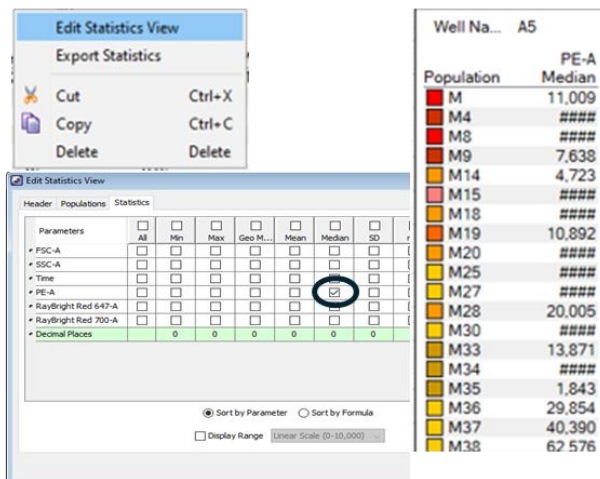 Edit Statistics View
Export Statistics
Cut Ctrl+X
Copy Ctrl+C
Delete Delete
Edit Statistics View
Header Populations Statistics
Parameters All Min Max Geo M... Mean Median SD
FSC-A
SSC-A
Time
PE-A
RayBright Red 647-A
RayBright Red 700-A
Decimal Places 0 0 0 0 0 0
Sort by Parameter Sort by Formula
Display Range Linear Scale (0-10,000)
Well Na... A5
PE-A
Population Median
M 11,009
M4 ####
M8 ####
M9 7,638
M14 4,723
M15 ####
M18 ####
M19 10,892
M20 ####
M25 ####
M27 ####
M28 20,005
M30 ####
M33 13,871
M34 ####
M35 1,843
M36 29,854
M37 40,390
M38 62,576